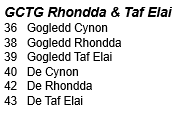 GCTG Rhondda & Taf Elai
36 Gogledd Cynon
38 Gogledd Rhondda
39 Gogledd Taf Elai
40 De Cynon
42 De Rhondda
43 De Taf Elai